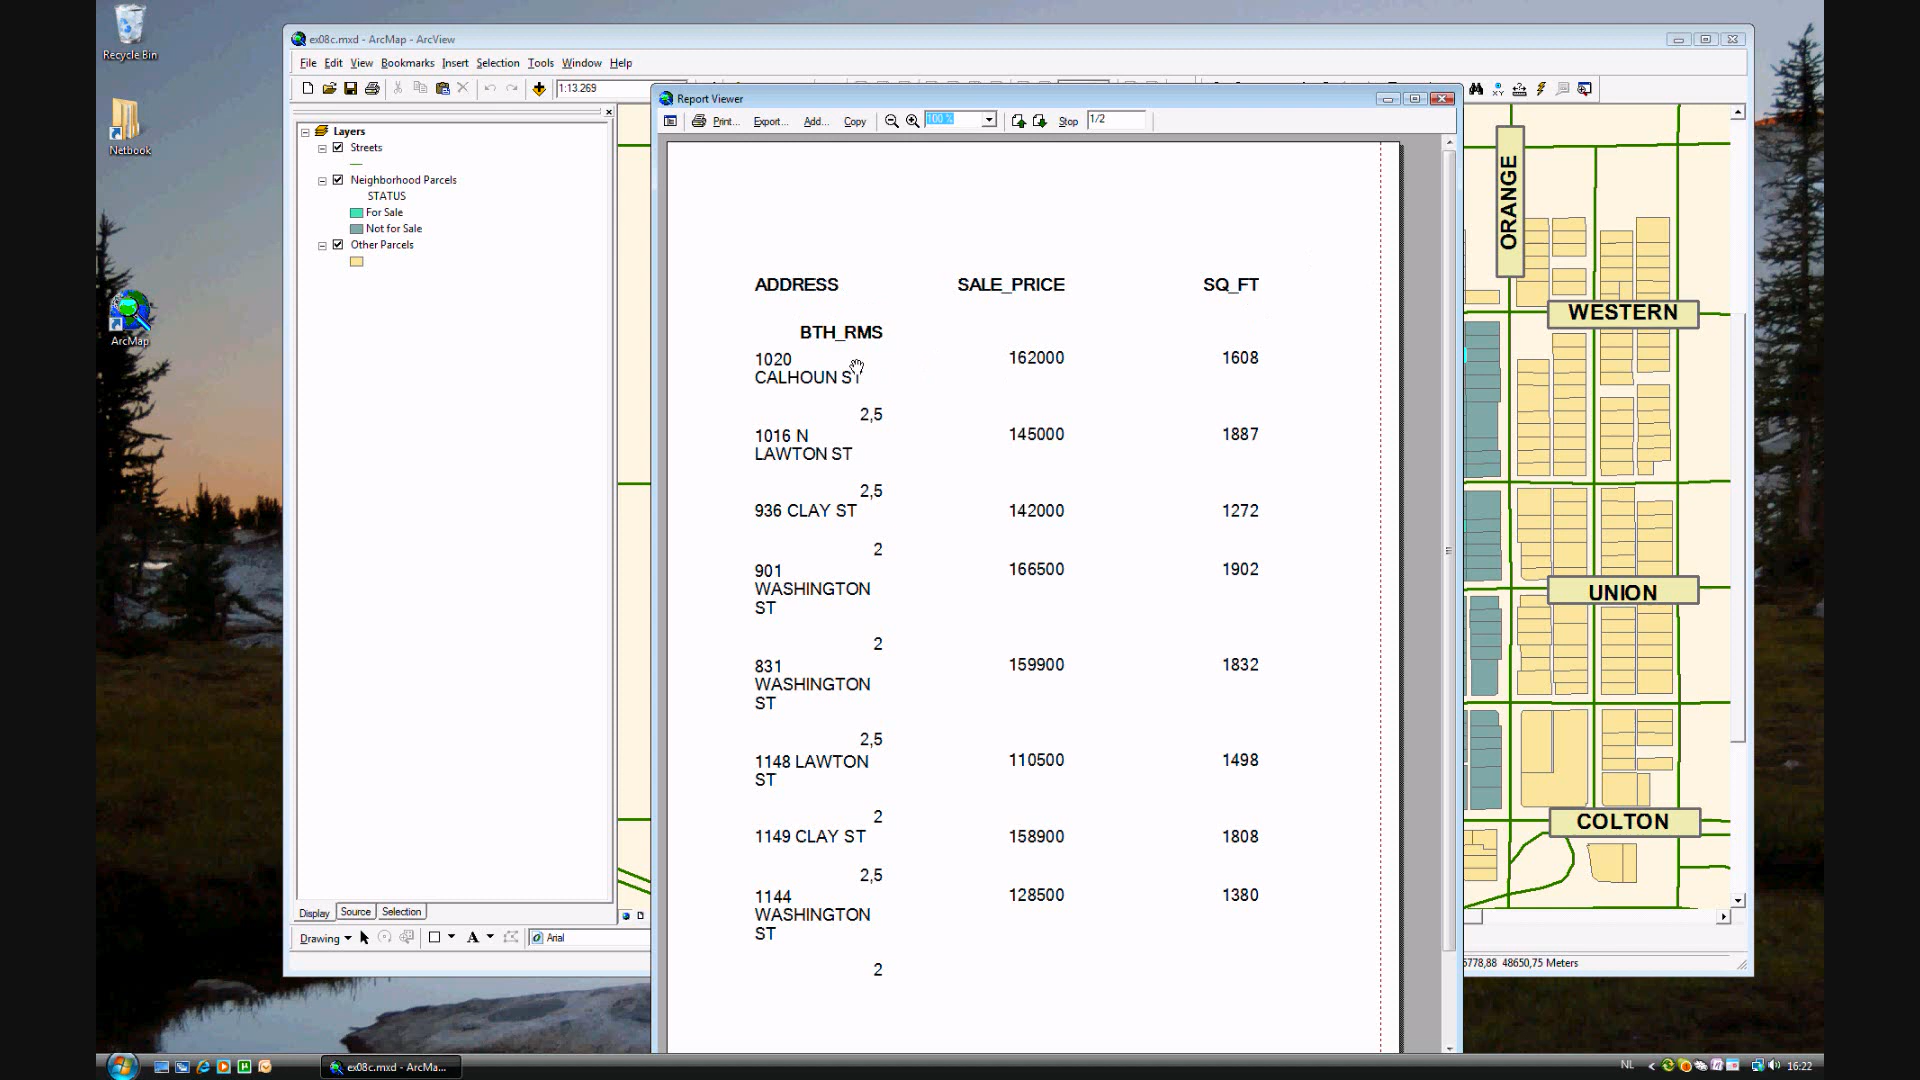 Recycle Bin
Netbook
ArcMap
ex08c.mxd - ArcMap - ArcView
File Edit View Bookmarks Insert Selection Tools Window Help
1:13.269
Layers
Streets
Neighborhood Parcels
STATUS
For Sale
Not for Sale
Other Parcels
Display Source Selection
Drawing A Arial
Report Viewer
Print... Export... Add... Copy 100 % Stop 1/2
ADDRESS SALE_PRICE SQ_FT
BTH_RMS
1020 162000 1608
CALHOUN ST
2,5
1016 N 145000 1887
LAWTON ST
2,5
936 CLAY ST 142000 1272
2
901 166500 1902
WASHINGTON
ST
2
831 159900 1832
WASHINGTON
ST
2,5
1148 LAWTON 110500 1498
ST
2
1149 CLAY ST 158900 1808
2,5
1144 128500 1380
WASHINGTON
ST
2
ORANGE
WESTERN
UNION
COLTON
48650,75 Meters
ex08c.mxd - ArcMa...
NL
16:22